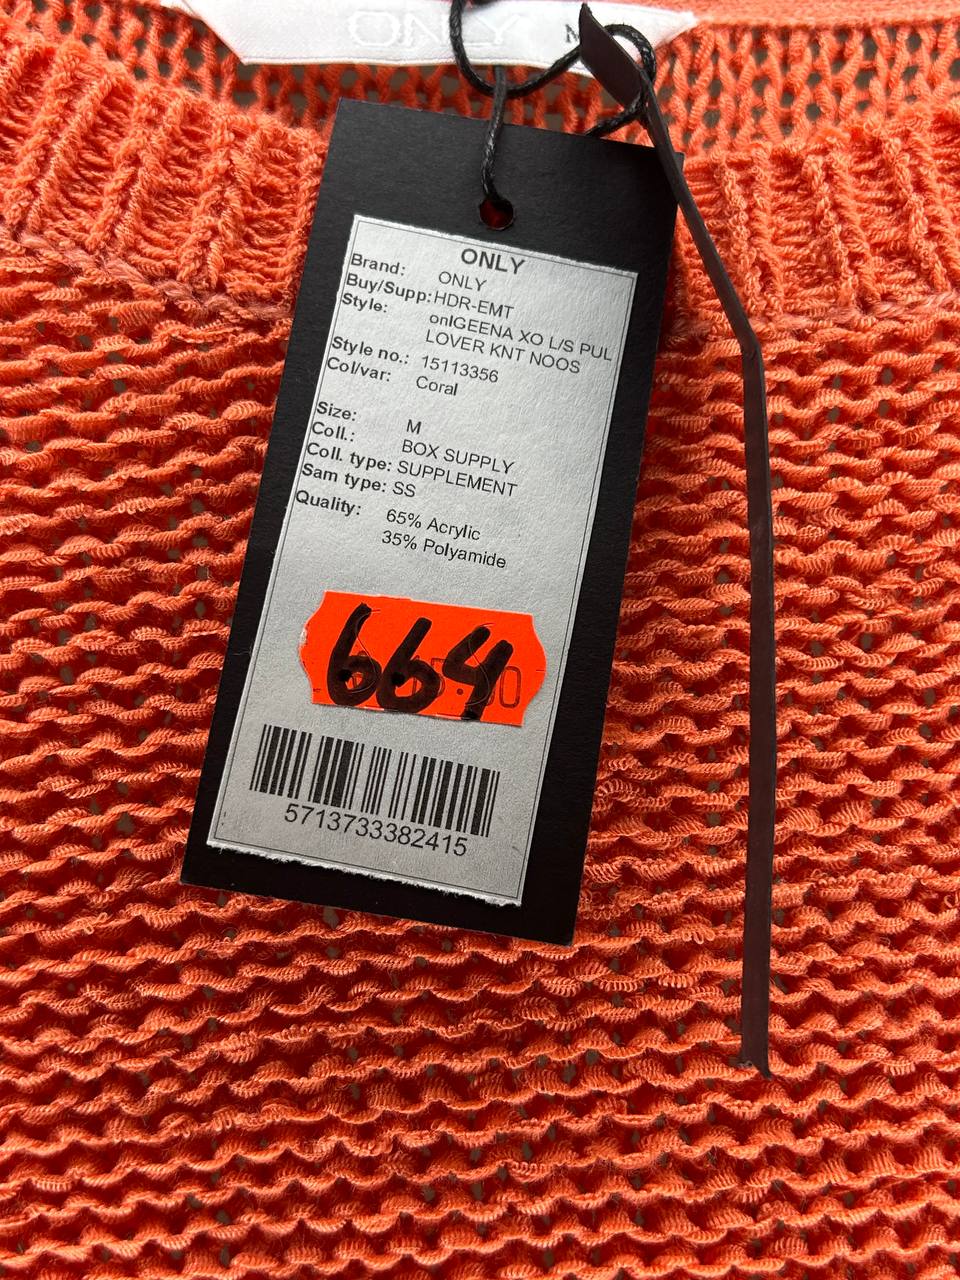 ONLY
ONLY
Brand: ONLY
Buy/Supp: HDR-EMT
Style: onlGEENA XO L/S PUL
LOVER KNT NOOS
Style no.: 15113356
Col/var: Coral
Size: M
Coll.: BOX SUPPLY
Coll. type: SUPPLEMENT
Sam type: SS
Quality: 65% Acrylic
35% Polyamide
664
5713733382415